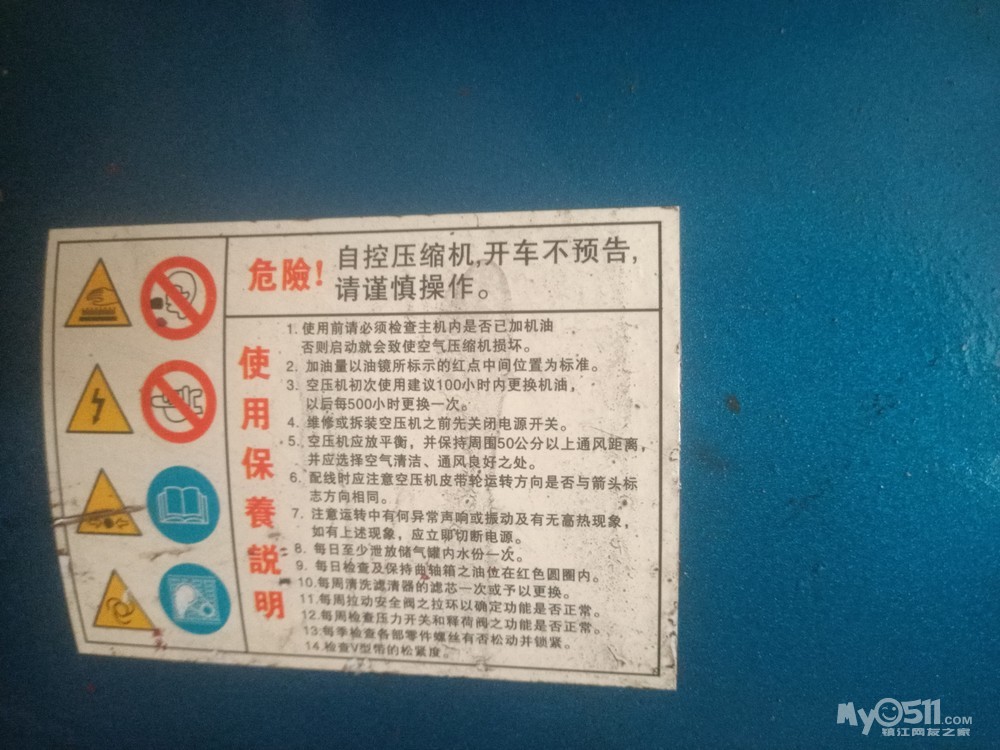 危險!
自控压缩机,开车不预告,
请谨慎操作。
使用保養説明
1. 使用前请必须检查主机内是否已加机油
否则启动就会致使空气压缩机损坏。
2. 加油量以油镜所标示的红点中间位置为标准。
3. 空压机初次使用建议100小时内更换机油,
以后每500小时更换一次。
4. 维修或拆装空压机之前先关闭电源开关。
5. 空压机应放平衡，并保持周围50公分以上通风距离,
并应选择空气清洁、通风良好之处。
6. 配线时应注意空压机皮带轮运转方向是否与箭头标
志方向相同。
7. 注意运转中有何异常声响或振动及有无高热现象，
如有上述现象，应立即切断电源。
8. 每日至少泄放储气罐内水份一次。
9. 每日检查及保持曲轴箱之油位在红色圆圈内。
10.每周清洗滤清器的滤芯一次或予以更换。
11.每周拉动安全阀之拉环以确定功能是否正常。
12.每周检查压力开关和释荷阀之功能是否正常。
13.每季检查各部零件螺丝有否松动并锁紧。
14.检查V型带的松紧度。
My0511.com
镇江网友之家